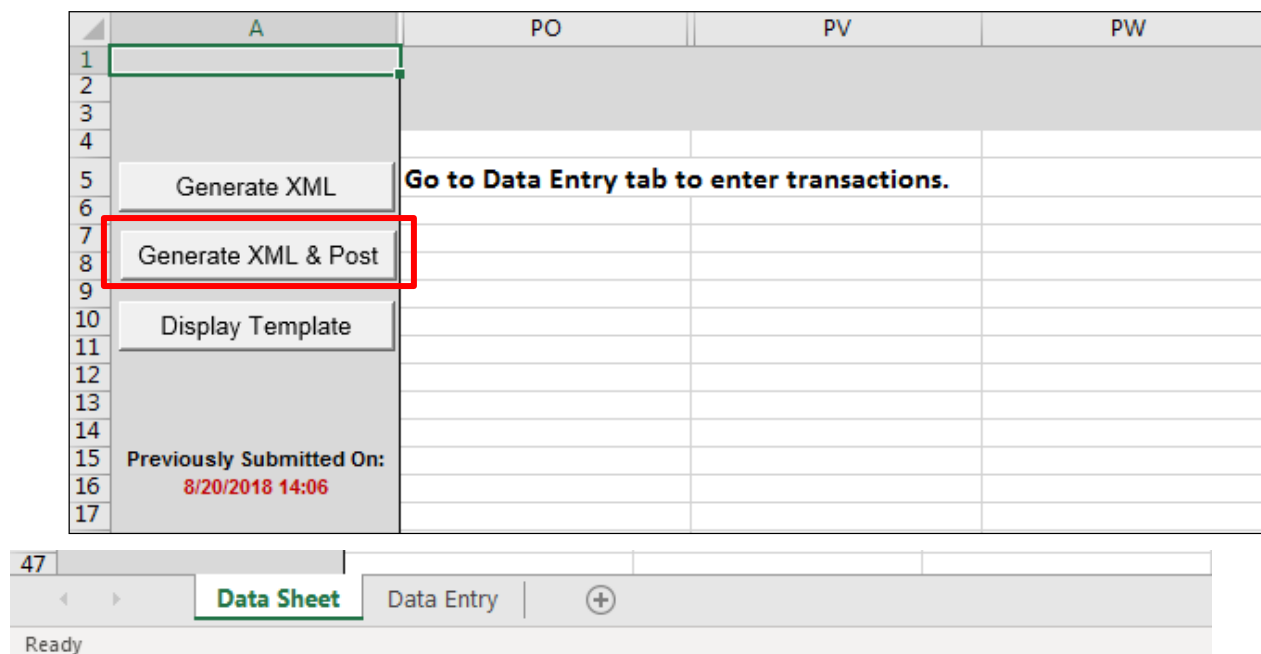 A PO PV PW
1
2
3
4
5 Generate XML Go to Data Entry tab to enter transactions.
6
7
8 Generate XML & Post
9
10 Display Template
11
12
13
14
15 Previously Submitted On:
16 8/20/2018 14:06
17
47
Data Sheet Data Entry
Ready